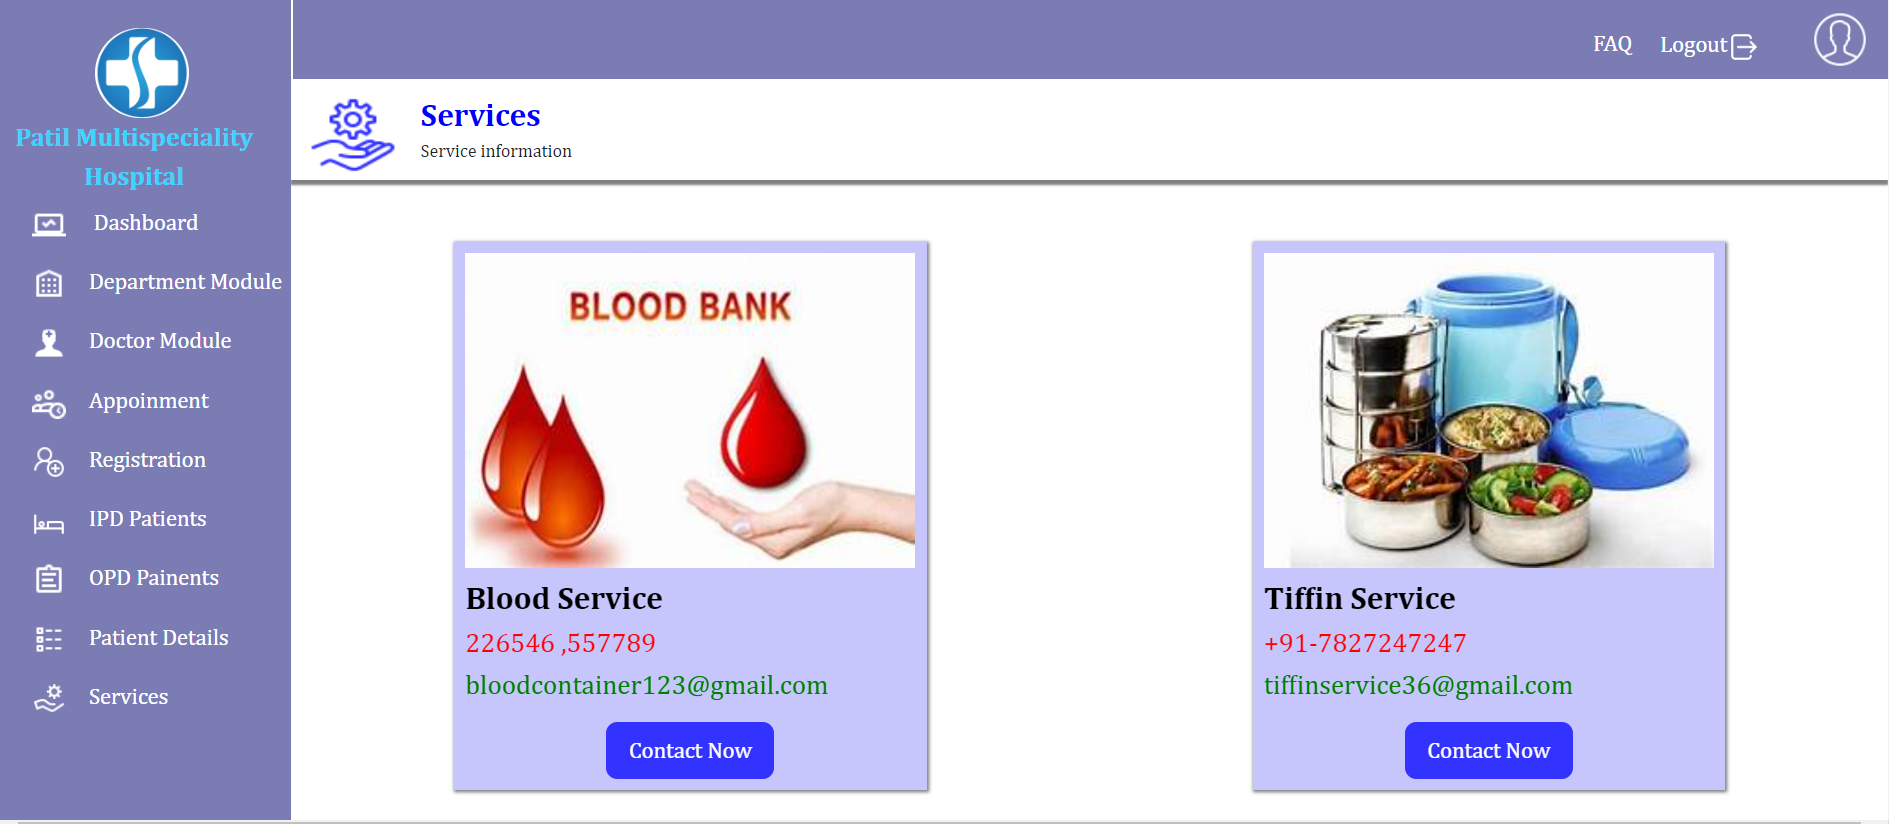 Patil Multispeciality
Hospital
Dashboard
Department Module
Doctor Module
Appoinment
Registration
IPD Patients
OPD Painents
Patient Details
Services
FAQ
Logout
Services
Service information
BLOOD BANK
Blood Service
226546 ,557789
bloodcontainer123@gmail.com
Contact Now
Tiffin Service
+91-7827247247
tiffinservice36@gmail.com
Contact Now